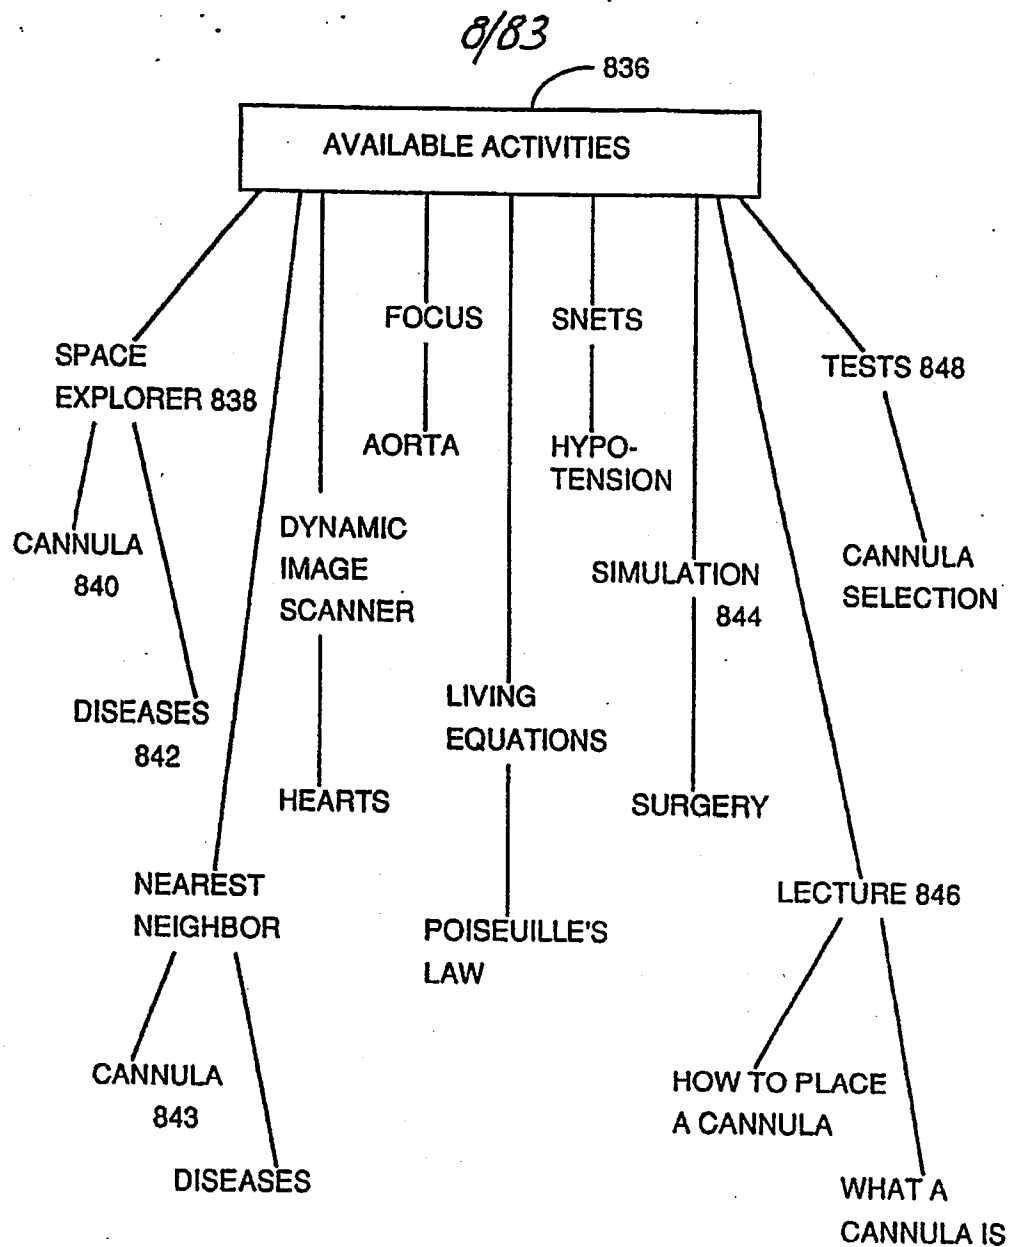 8/83
836
AVAILABLE ACTIVITIES
FOCUS
SNETS
SPACE
EXPLORER 838
TESTS 848
AORTA
HYPO-
TENSION
CANNULA
840
DYNAMIC
IMAGE
SCANNER
SIMULATION
844
CANNULA
SELECTION
DISEASES
842
LIVING
EQUATIONS
HEARTS
SURGERY
NEAREST
NEIGHBOR
LECTURE 846
POISEUILLE'S
LAW
CANNULA
843
HOW TO PLACE
A CANNULA
DISEASES
WHAT A
CANNULA IS